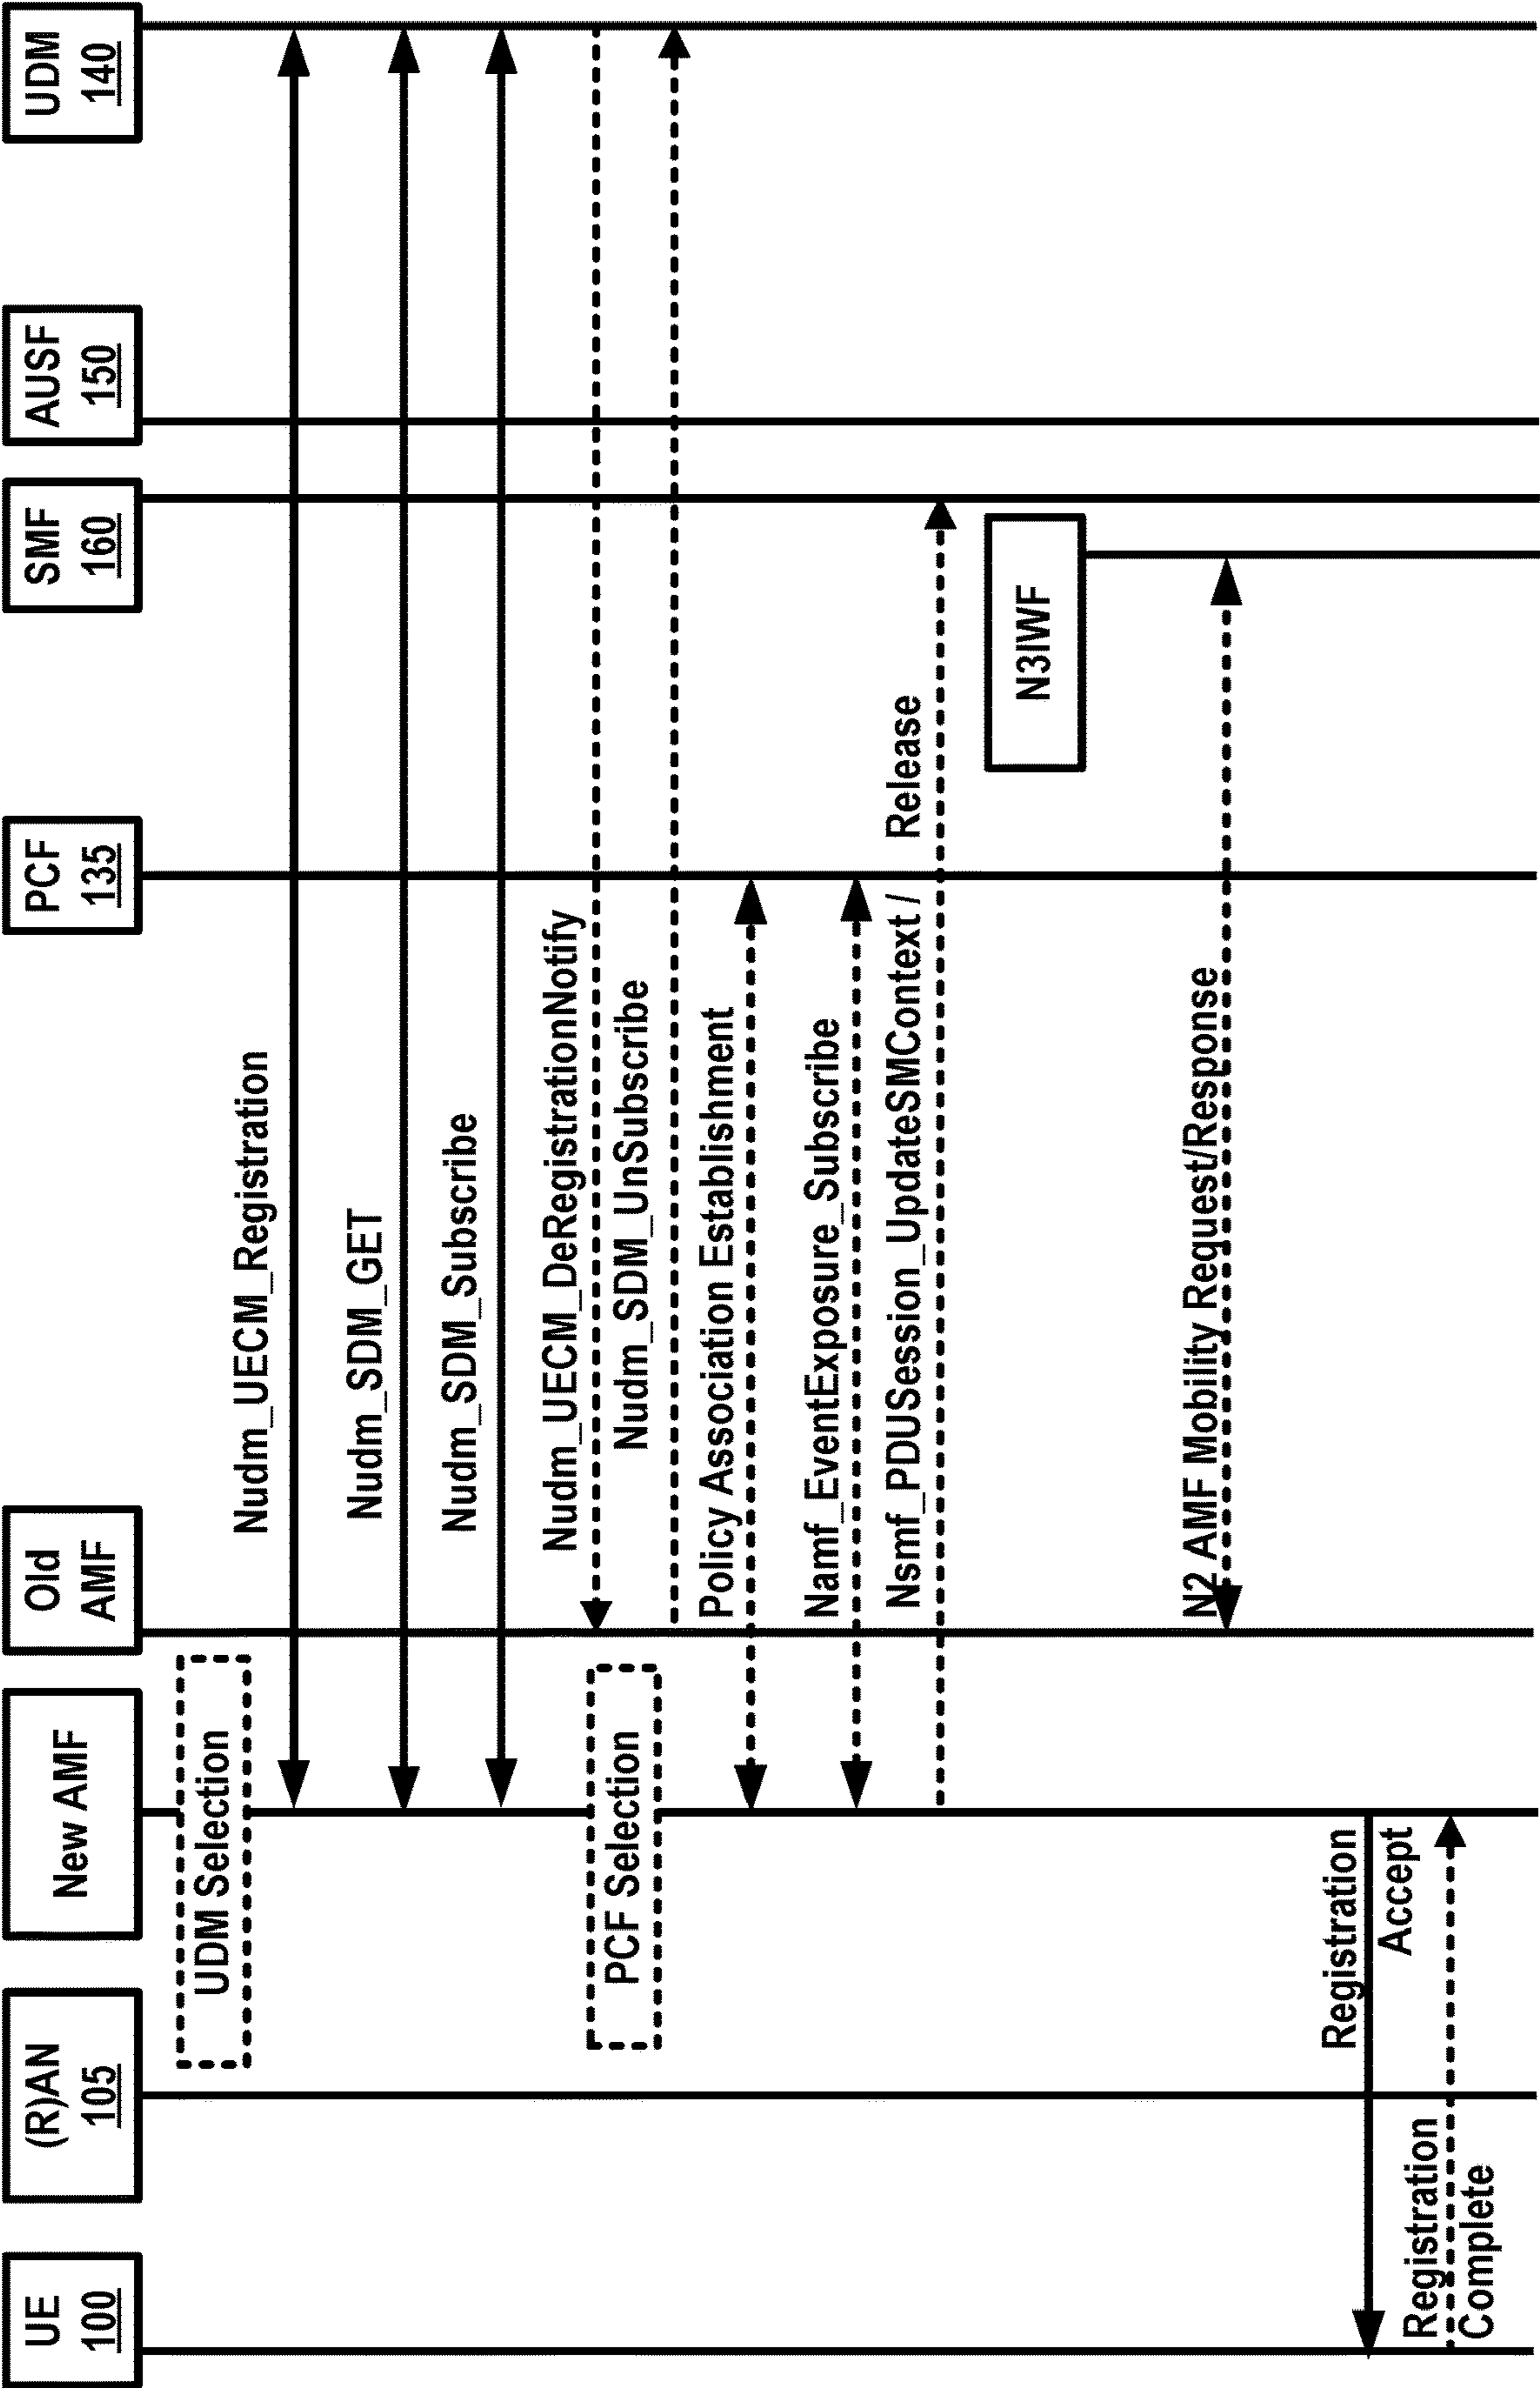 UE
100
(R)AN
105
New AMF
Old
AMF
PCF
135
SMF
160
AUSF
150
UDM
140
UDM Selection
Nudm_UECM_Registration
Nudm_SDM_GET
Nudm_SDM_Subscribe
Nudm_UECM_DeRegistrationNotify
PCF Selection
Nudm_SDM_UnSubscribe
Policy Association Establishment
Namf_EventExposure_Subscribe
Nsmf_PDUSession_UpdateSMContext / Release
N3IWF
N2 AMF Mobility Request/Response
Registration
Accept
Registration
Complete